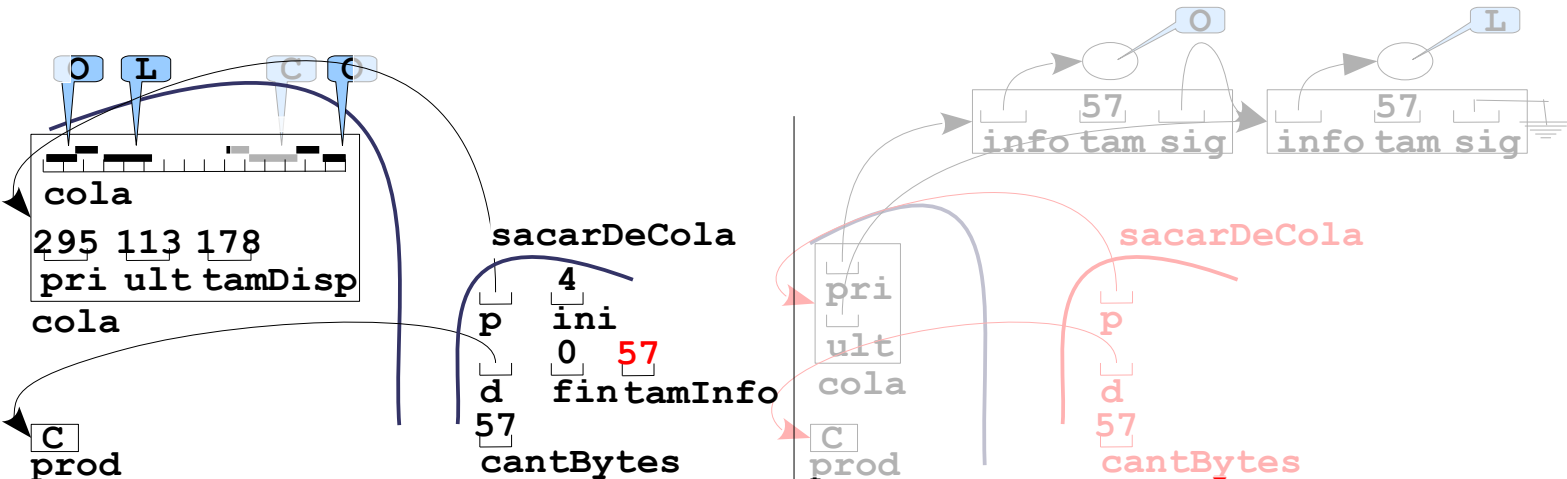 O L C O
cola
295 113 178
pri ult tamDisp
cola
sacarDeCola
4
p ini
0 57
d fin tamInfo
57
cantBytes
C
prod
O L
57 57
info tam sig info tam sig
sacarDeCola
pri
p
ult
d
cola
57
cantBytes
C
prod